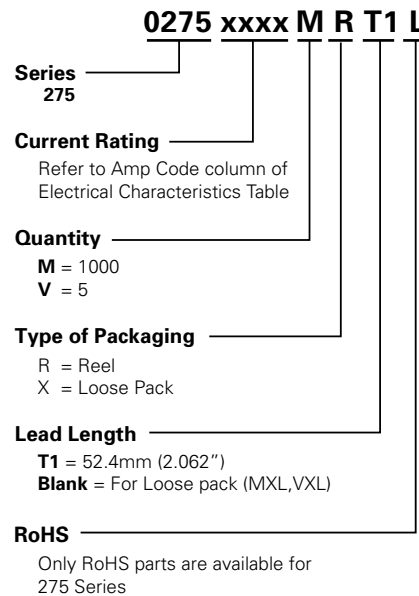 0275 xxxx M R T1 L
Series
275
Current Rating
Refer to Amp Code column of
Electrical Characteristics Table
Quantity
M = 1000
V = 5
Type of Packaging
R = Reel
X = Loose Pack
Lead Length
T1 = 52.4mm (2.062”)
Blank = For Loose pack (MXL,VXL)
RoHS
Only RoHS parts are available for
275 Series